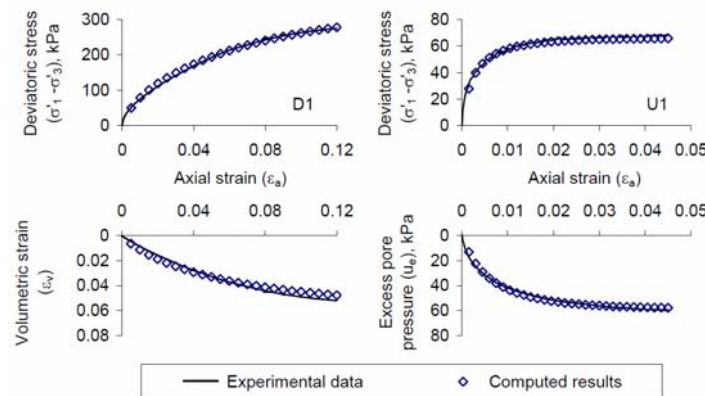 Deviatoric stress
(σ'1 -σ'3), kPa
300
200
100
0
D1
0 0.04 0.08 0.12
Axial strain (εa)
Deviatoric stress
(σ'1 -σ'3), kPa
80
60
40
20
0
U1
0 0.01 0.02 0.03 0.04 0.05
Axial strain (εa)
Volumetric strain
(εv)
0 0.04 0.08 0.12
0
0.02
0.04
0.06
0.08
Excess pore
pressure (ue), kPa
0 0.01 0.02 0.03 0.04 0.05
0
20
40
60
80
Experimental data
Computed results